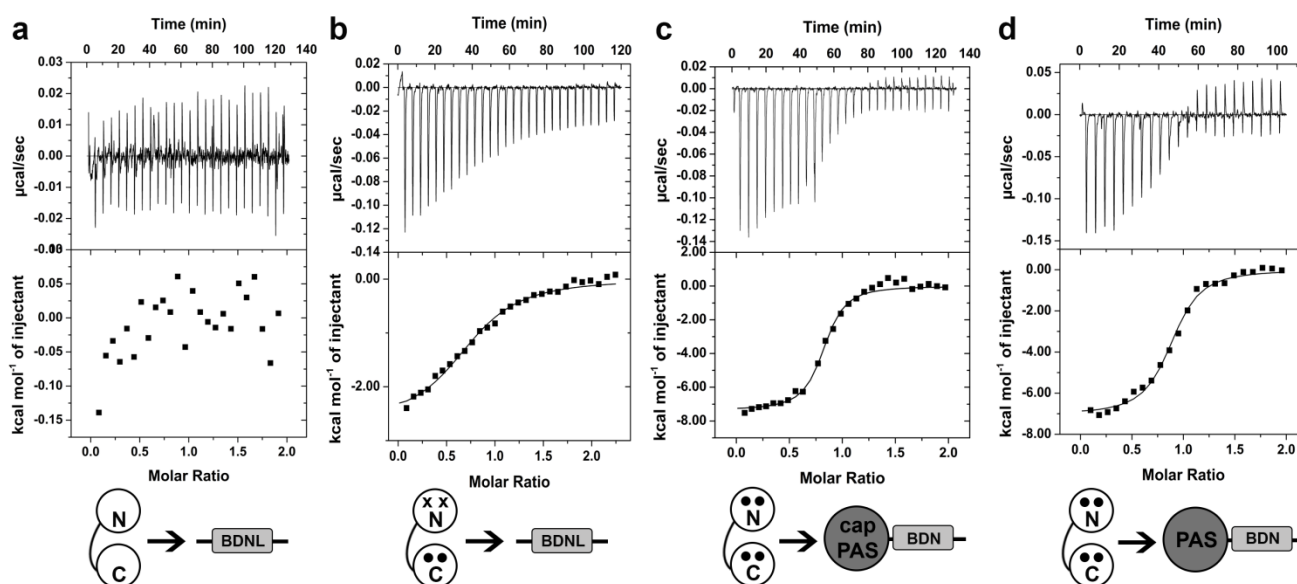 a
Time (min)
0 20 40 60 80 100 120 140
0.03
0.02
0.01
0.00
-0.01
-0.02
µcal/sec
0.10
0.05
0.00
-0.05
-0.10
-0.15
kcal mol⁻¹ of injectant
0.0 0.5 1.0 1.5 2.0
Molar Ratio
N
C
BDNL
b
Time (min)
0 20 40 60 80 100 120
0.02
0.00
-0.02
-0.04
-0.06
-0.08
-0.10
-0.12
-0.14
µcal/sec
0.00
-2.00
kcal mol⁻¹ of injectant
0.0 0.5 1.0 1.5 2.0
Molar Ratio
x x
N
C
BDNL
c
Time (min)
0 20 40 60 80 100 120 140
0.02
0.00
-0.02
-0.04
-0.06
-0.08
-0.10
-0.12
-0.14
µcal/sec
2.00
0.00
-2.00
-4.00
-6.00
-8.00
kcal mol⁻¹ of injectant
0.0 0.5 1.0 1.5 2.0
Molar Ratio
N
C
cap
PAS
BDN
d
Time (min)
0 20 40 60 80 100
0.05
0.00
-0.05
-0.10
-0.15
µcal/sec
0.00
-2.00
-4.00
-6.00
-8.00
kcal mol⁻¹ of injectant
0.0 0.5 1.0 1.5 2.0
Molar Ratio
N
C
PAS
BDN